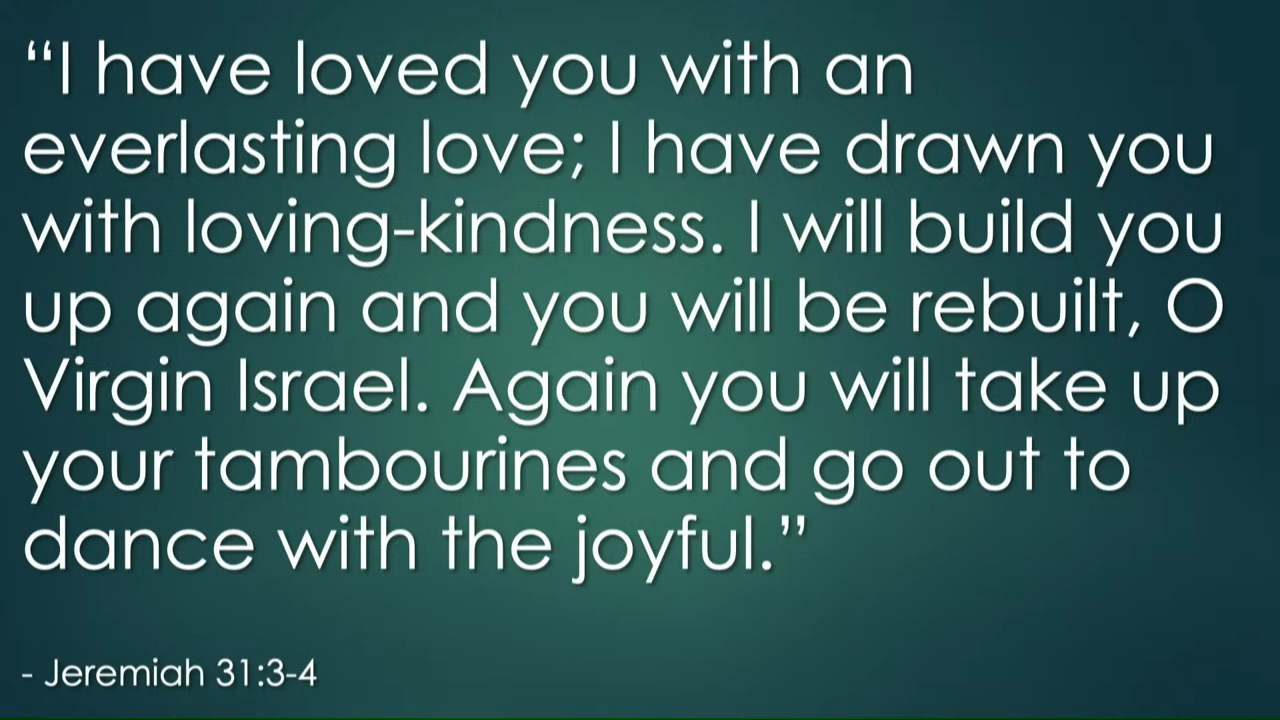 “I have loved you with an
everlasting love; I have drawn you
with loving-kindness. I will build you
up again and you will be rebuilt, O
Virgin Israel. Again you will take up
your tambourines and go out to
dance with the joyful.”
- Jeremiah 31:3-4